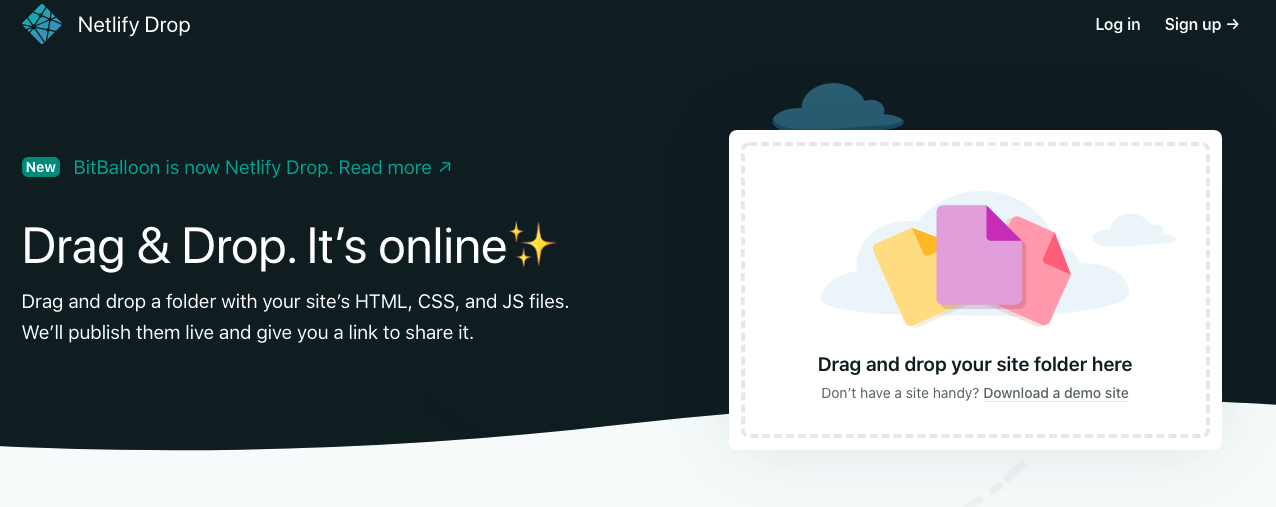 Netlify Drop
Log in
Sign up →
New
BitBalloon is now Netlify Drop. Read more ↗
Drag & Drop. It’s online✨
Drag and drop a folder with your site’s HTML, CSS, and JS files.
We’ll publish them live and give you a link to share it.
Drag and drop your site folder here
Don’t have a site handy? Download a demo site